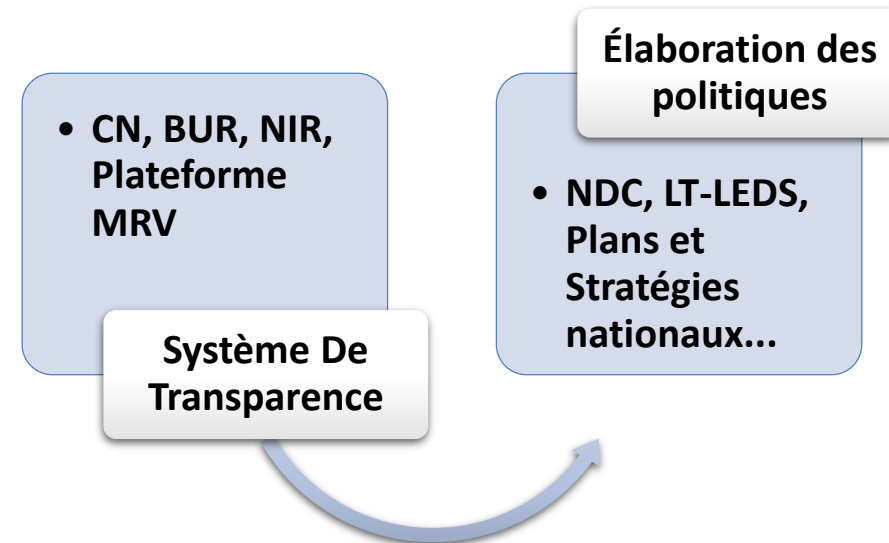 • CN, BUR, NIR,
Plateforme
MRV
Système De
Transparence
Élaboration des
politiques
• NDC, LT-LEDS,
Plans et
Stratégies
nationaux...